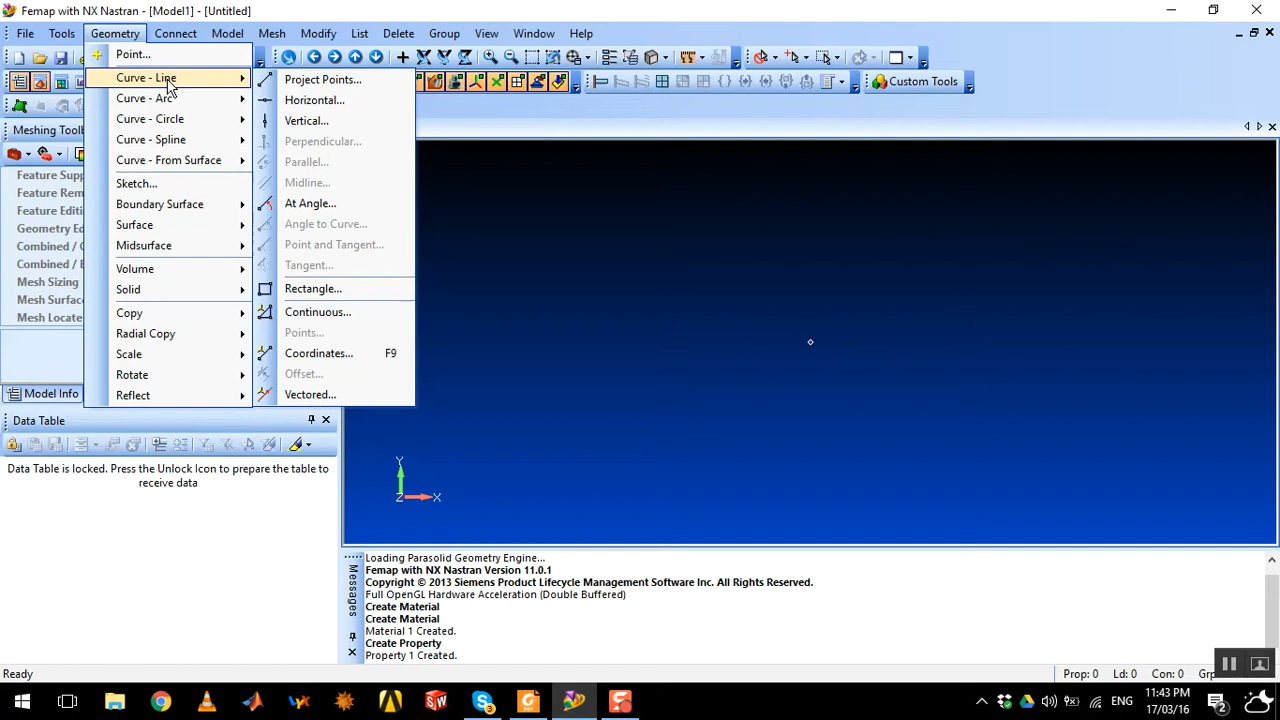 Femap with NX Nastran - [Model1] - [Untitled]
File Tools Geometry Connect Model Mesh Modify List Delete Group View Window Help
Point...
Curve - Line
Curve - Arc
Curve - Circle
Curve - Spline
Curve - From Surface
Sketch...
Boundary Surface
Surface
Midsurface
Volume
Solid
Copy
Radial Copy
Scale
Rotate
Reflect
Project Points...
Horizontal...
Vertical...
Perpendicular...
Parallel...
Midline...
At Angle...
Angle to Curve...
Point and Tangent...
Tangent...
Rectangle...
Continuous...
Points...
Coordinates... F9
Offset...
Vectored...
Custom Tools
Meshing Toolb
Feature Supp
Feature Rem
Feature Editi
Geometry Ed
Combined / C
Combined / B
Mesh Sizing
Mesh Surface
Mesh Locate
Model Info
Data Table
Data Table is locked. Press the Unlock Icon to prepare the table to
receive data
Y
Z X
Messages
Loading Parasolid Geometry Engine...
Femap with NX Nastran Version 11.0.1
Copyright © 2013 Siemens Product Lifecycle Management Software Inc. All Rights Reserved.
Full OpenGL Hardware Acceleration (Double Buffered)
Create Material
Create Material
Material 1 Created.
Create Property
Property 1 Created.
Ready
Prop: 0 Ld: 0 Con: 0 Grp
ENG
11:43 PM
17/03/16